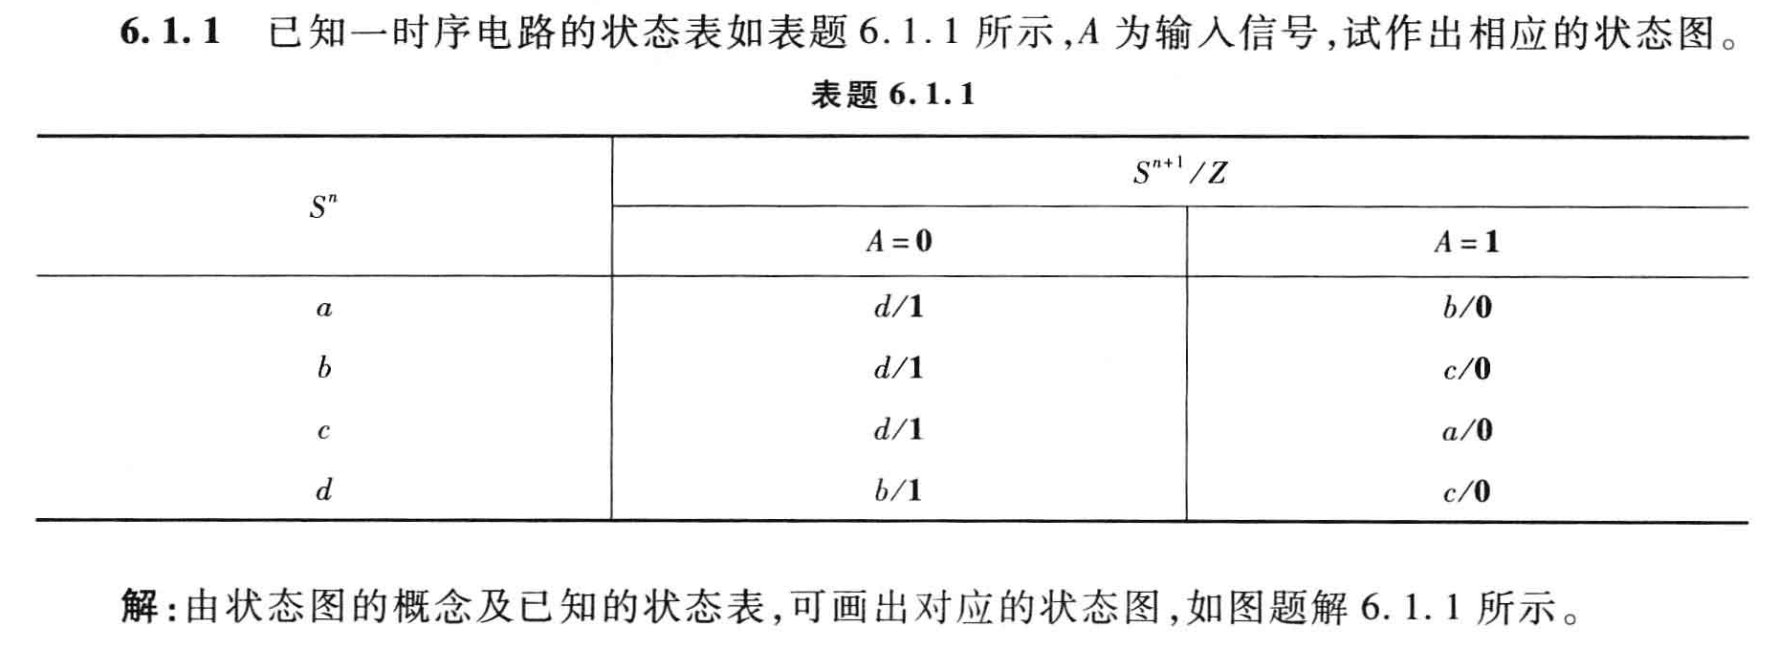 6.1.1 已知一时序电路的状态表如表题 6.1.1 所示,A 为输入信号,试作出相应的状态图。
表题 6.1.1
Sⁿ Sⁿ⁺¹/Z
A=0 A=1
a d/1 b/0
b d/1 c/0
c d/1 a/0
d b/1 c/0
解:由状态图的概念及已知的状态表,可画出对应的状态图,如图题解 6.1.1 所示。